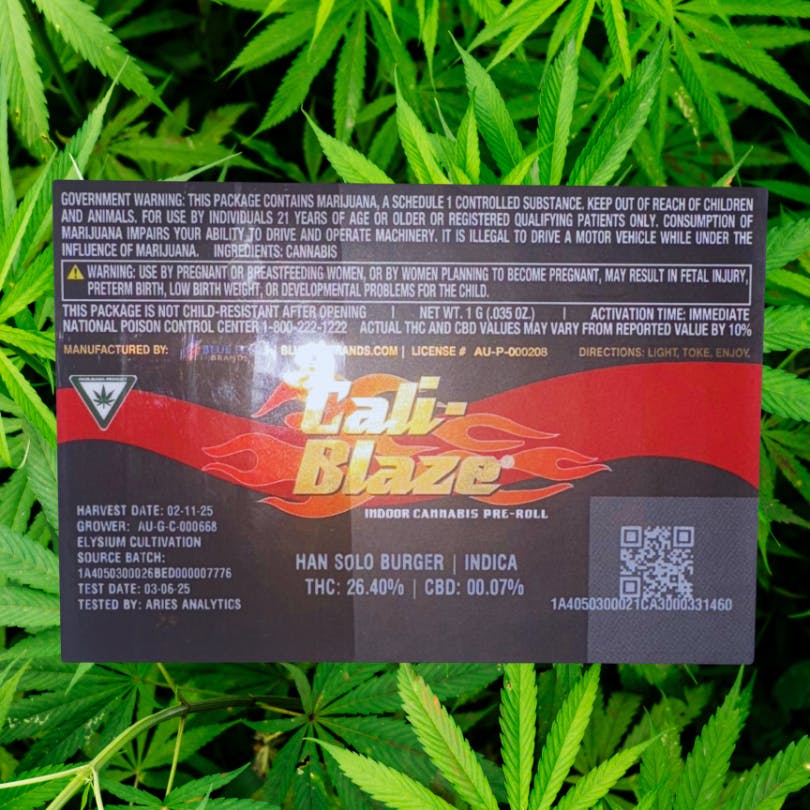 GOVERNMENT WARNING: THIS PACKAGE CONTAINS MARIJUANA, A SCHEDULE 1 CONTROLLED SUBSTANCE. KEEP OUT OF REACH OF CHILDREN
AND ANIMALS. FOR USE BY INDIVIDUALS 21 YEARS OF AGE OR OLDER OR REGISTERED QUALIFYING PATIENTS ONLY. CONSUMPTION OF
MARIJUANA IMPAIRS YOUR ABILITY TO DRIVE AND OPERATE MACHINERY. IT IS ILLEGAL TO DRIVE A MOTOR VEHICLE WHILE UNDER THE
INFLUENCE OF MARIJUANA. INGREDIENTS: CANNABIS
WARNING: USE BY PREGNANT OR BREASTFEEDING WOMEN, OR BY WOMEN PLANNING TO BECOME PREGNANT, MAY RESULT IN FETAL INJURY,
PRETERM BIRTH, LOW BIRTH WEIGHT, OR DEVELOPMENTAL PROBLEMS FOR THE CHILD.
THIS PACKAGE IS NOT CHILD-RESISTANT AFTER OPENING | NET WT. 1 G (.035 OZ.) | ACTIVATION TIME: IMMEDIATE
NATIONAL POISON CONTROL CENTER 1-800-222-1222 ACTUAL THC AND CBD VALUES MAY VARY FROM REPORTED VALUE BY 10%
MANUFACTURED BY: BLUE BRANDS | LICENSE # AU-P-000208 DIRECTIONS: LIGHT, TOKE, ENJOY.
MARIJUANA PRODUCT
Cali-
Blaze®
INDOOR CANNABIS PRE-ROLL
HARVEST DATE: 02-11-25
GROWER: AU-G-C-000668
ELYSIUM CULTIVATION
SOURCE BATCH:
1A4050300026BED000007776
TEST DATE: 03-06-25
TESTED BY: ARIES ANALYTICS
HAN SOLO BURGER | INDICA
THC: 26.40% | CBD: 00.07%
1A4050300021CA3000331460